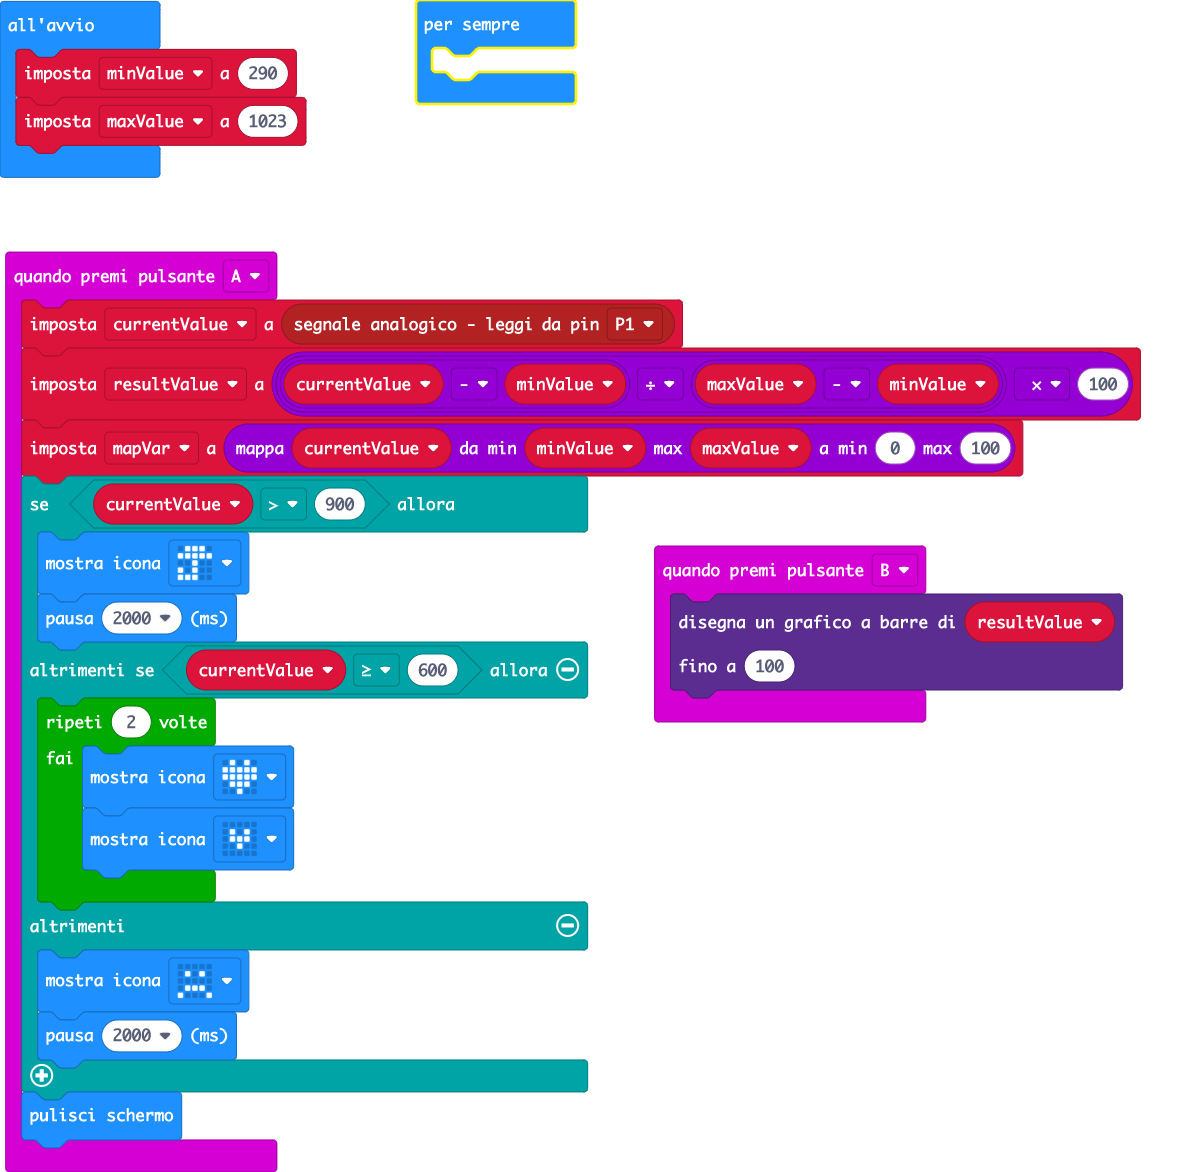 all'avvio
imposta minValue a 290
imposta maxValue a 1023
per sempre
quando premi pulsante A
imposta currentValue a segnale analogico - leggi da pin P1
imposta resultValue a currentValue - minValue ÷ maxValue - minValue × 100
imposta mapVar a mappa currentValue da min minValue max maxValue a min 0 max 100
se currentValue > 900 allora
mostra icona
pausa 2000 (ms)
altrimenti se currentValue ≥ 600 allora
ripeti 2 volte
fai
mostra icona
mostra icona
altrimenti
mostra icona
pausa 2000 (ms)
pulisci schermo
quando premi pulsante B
disegna un grafico a barre di resultValue
fino a 100